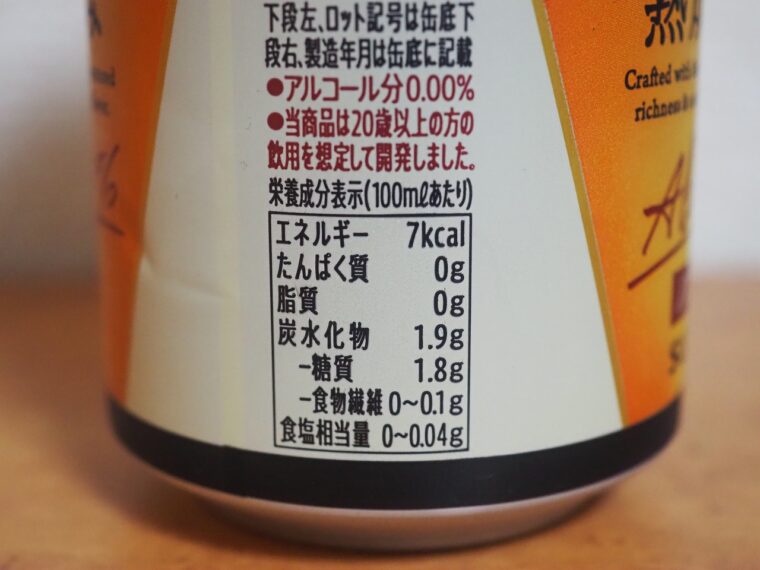 下段左、ロット記号は缶底下
段右、製造年月は缶底に記載
●アルコール分0.00%
●当商品は20歳以上の方の
飲用を想定して開発しました。
栄養成分表示(100mlあたり)
エネルギー 7kcal
たんぱく質 0g
脂質 0g
炭水化物 1.9g
-糖質 1.8g
-食物繊維 0~0.1g
食塩相当量 0~0.04g
Crafted with
richness &